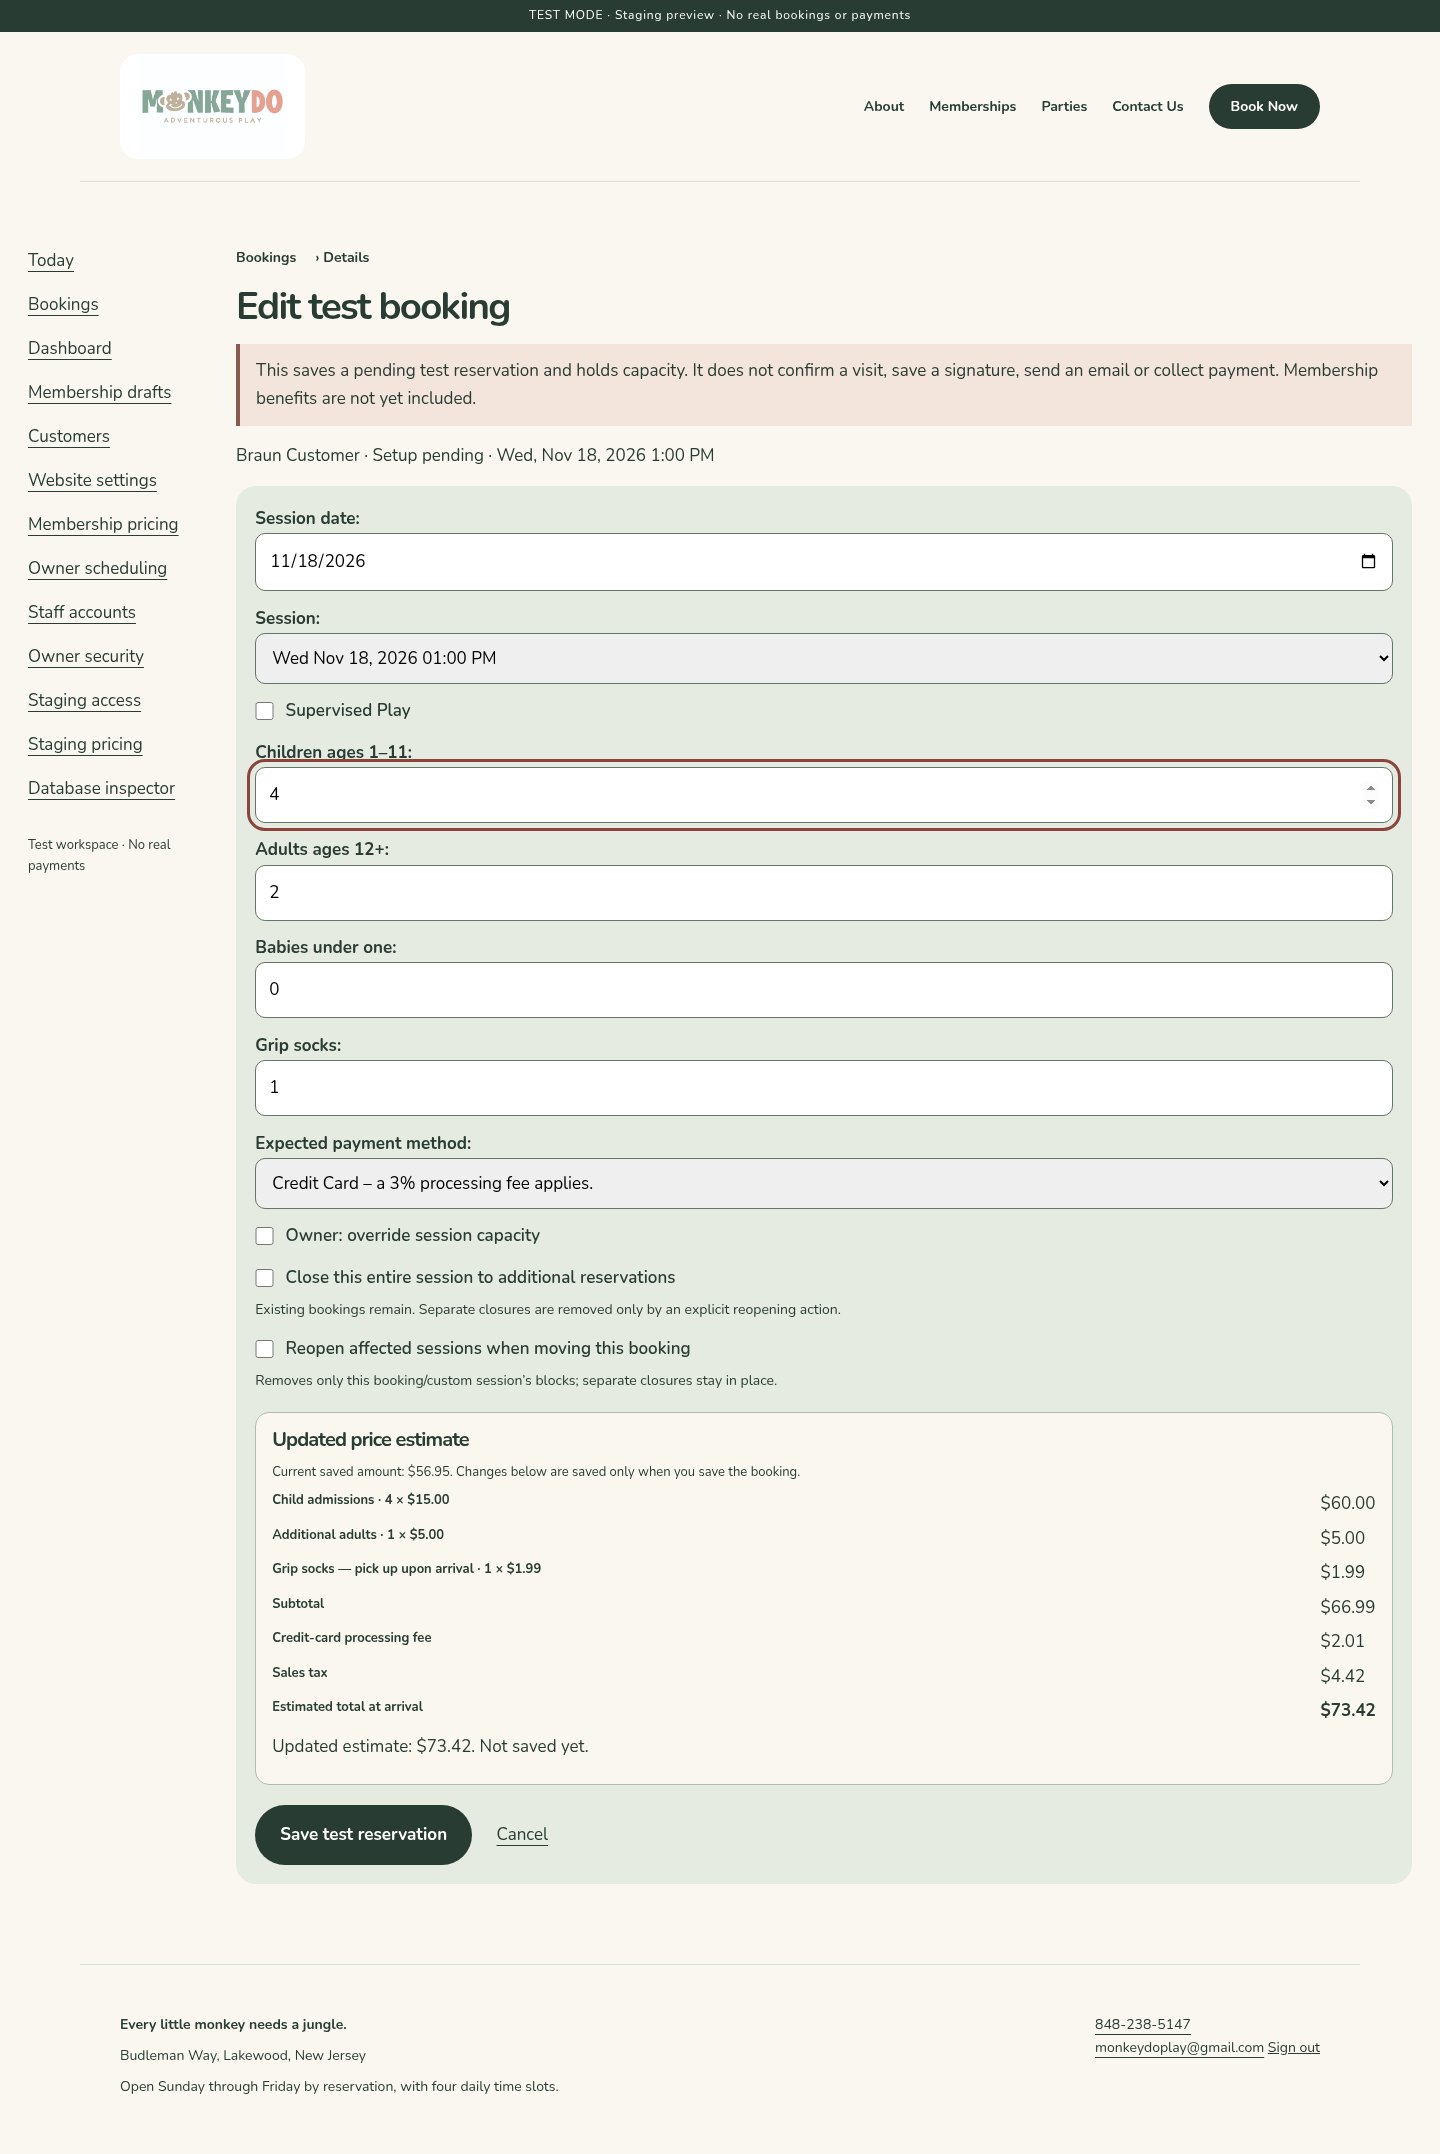 TEST MODE · Staging preview · No real bookings or payments
MONKEYDO
ADVENTUROUS PLAY
About Memberships Parties Contact Us Book Now
Today
Bookings
Dashboard
Membership drafts
Customers
Website settings
Membership pricing
Owner scheduling
Staff accounts
Owner security
Staging access
Staging pricing
Database inspector
Test workspace · No real
payments
Bookings › Details
Edit test booking
This saves a pending test reservation and holds capacity. It does not confirm a visit, save a signature, send an email or collect payment. Membership
benefits are not yet included.
Braun Customer · Setup pending · Wed, Nov 18, 2026 1:00 PM
Session date:
11/18/2026
Session:
Wed Nov 18, 2026 01:00 PM
Supervised Play
Children ages 1–11:
4
Adults ages 12+:
2
Babies under one:
0
Grip socks:
1
Expected payment method:
Credit Card – a 3% processing fee applies.
Owner: override session capacity
Close this entire session to additional reservations
Existing bookings remain. Separate closures are removed only by an explicit reopening action.
Reopen affected sessions when moving this booking
Removes only this booking/custom session’s blocks; separate closures stay in place.
Updated price estimate
Current saved amount: $56.95. Changes below are saved only when you save the booking.
Child admissions · 4 × $15.00 $60.00
Additional adults · 1 × $5.00 $5.00
Grip socks — pick up upon arrival · 1 × $1.99 $1.99
Subtotal $66.99
Credit-card processing fee $2.01
Sales tax $4.42
Estimated total at arrival $73.42
Updated estimate: $73.42. Not saved yet.
Save test reservation Cancel
Every little monkey needs a jungle.
Budleman Way, Lakewood, New Jersey
Open Sunday through Friday by reservation, with four daily time slots.
848-238-5147
monkeydoplay@gmail.com Sign out